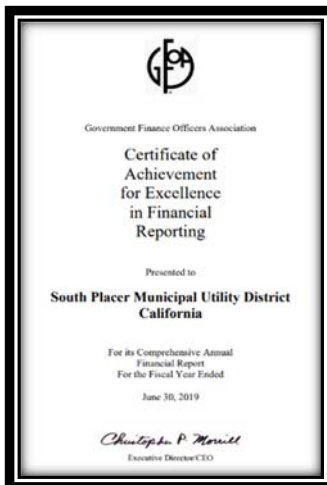 GFOA
Government Finance Officers Association
Certificate of
Achievement
for Excellence
in Financial
Reporting
Presented to
South Placer Municipal Utility District
California
For its Comprehensive Annual
Financial Report
For the Fiscal Year Ended
June 30, 2019
Christopher P. Morrill
Executive Director/CEO